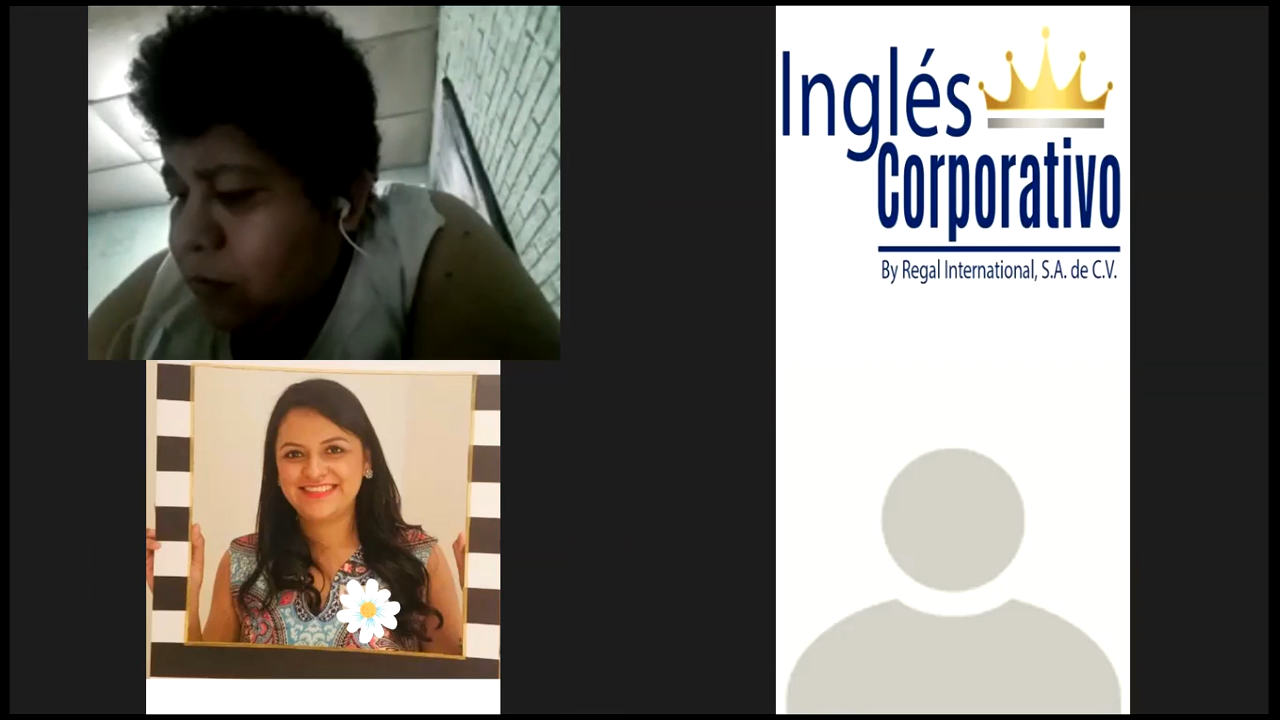 Inglés
Corporativo
By Regal International, S.A. de C.V.